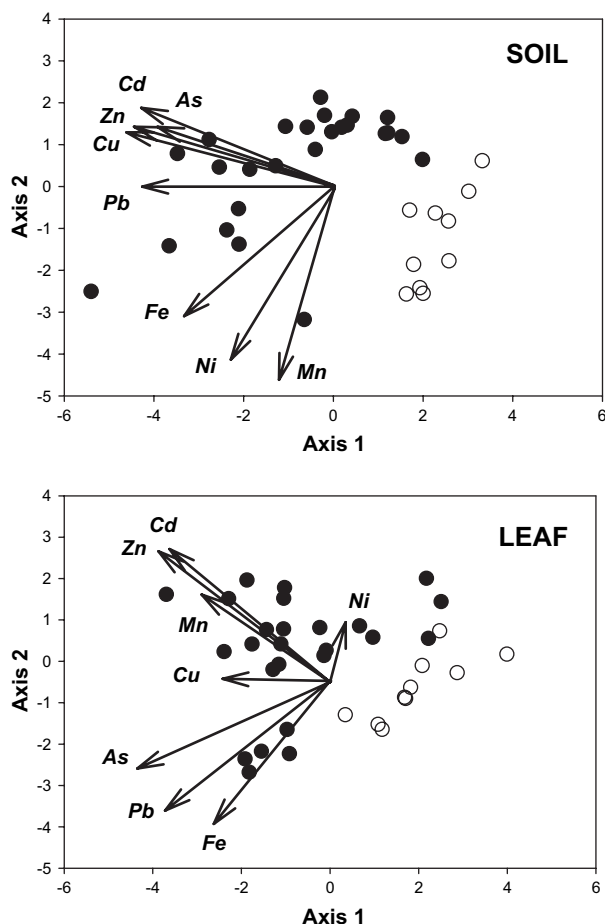 4
SOIL
3
2
Cd
As
Zn
1
Cu
0
Pb
Axis 2
-1
-2
Fe
-3
-4
Ni
Mn
-5
-6 -4 -2 0 2 4 6
Axis 1
4
LEAF
3
Cd
Zn
2
Ni
Mn
1
0
Cu
Axis 2
-1
-2
As
-3
Pb
-4
Fe
-5
-6 -4 -2 0 2 4 6
Axis 1